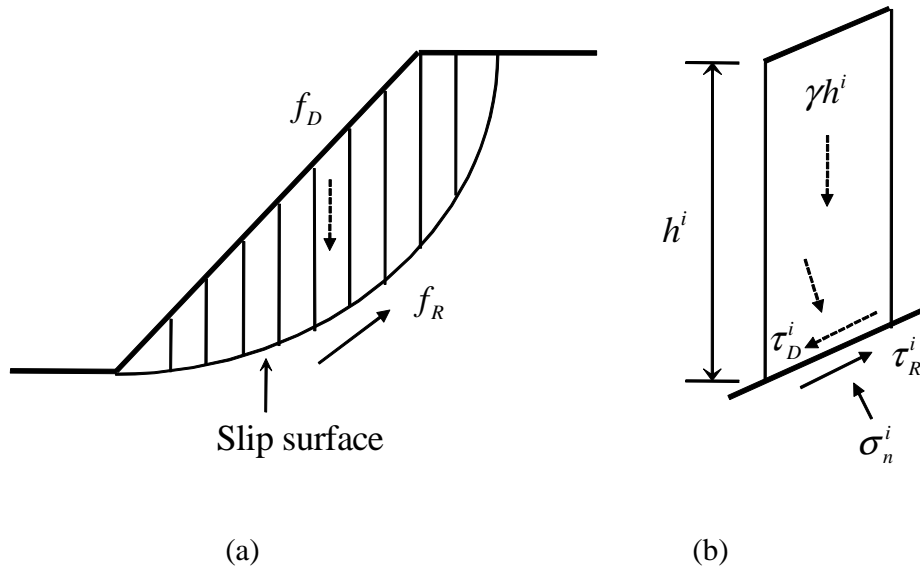 f_D
f_R
Slip surface
(a)
γh^i
h^i
τ_D^i
τ_R^i
σ_n^i
(b)